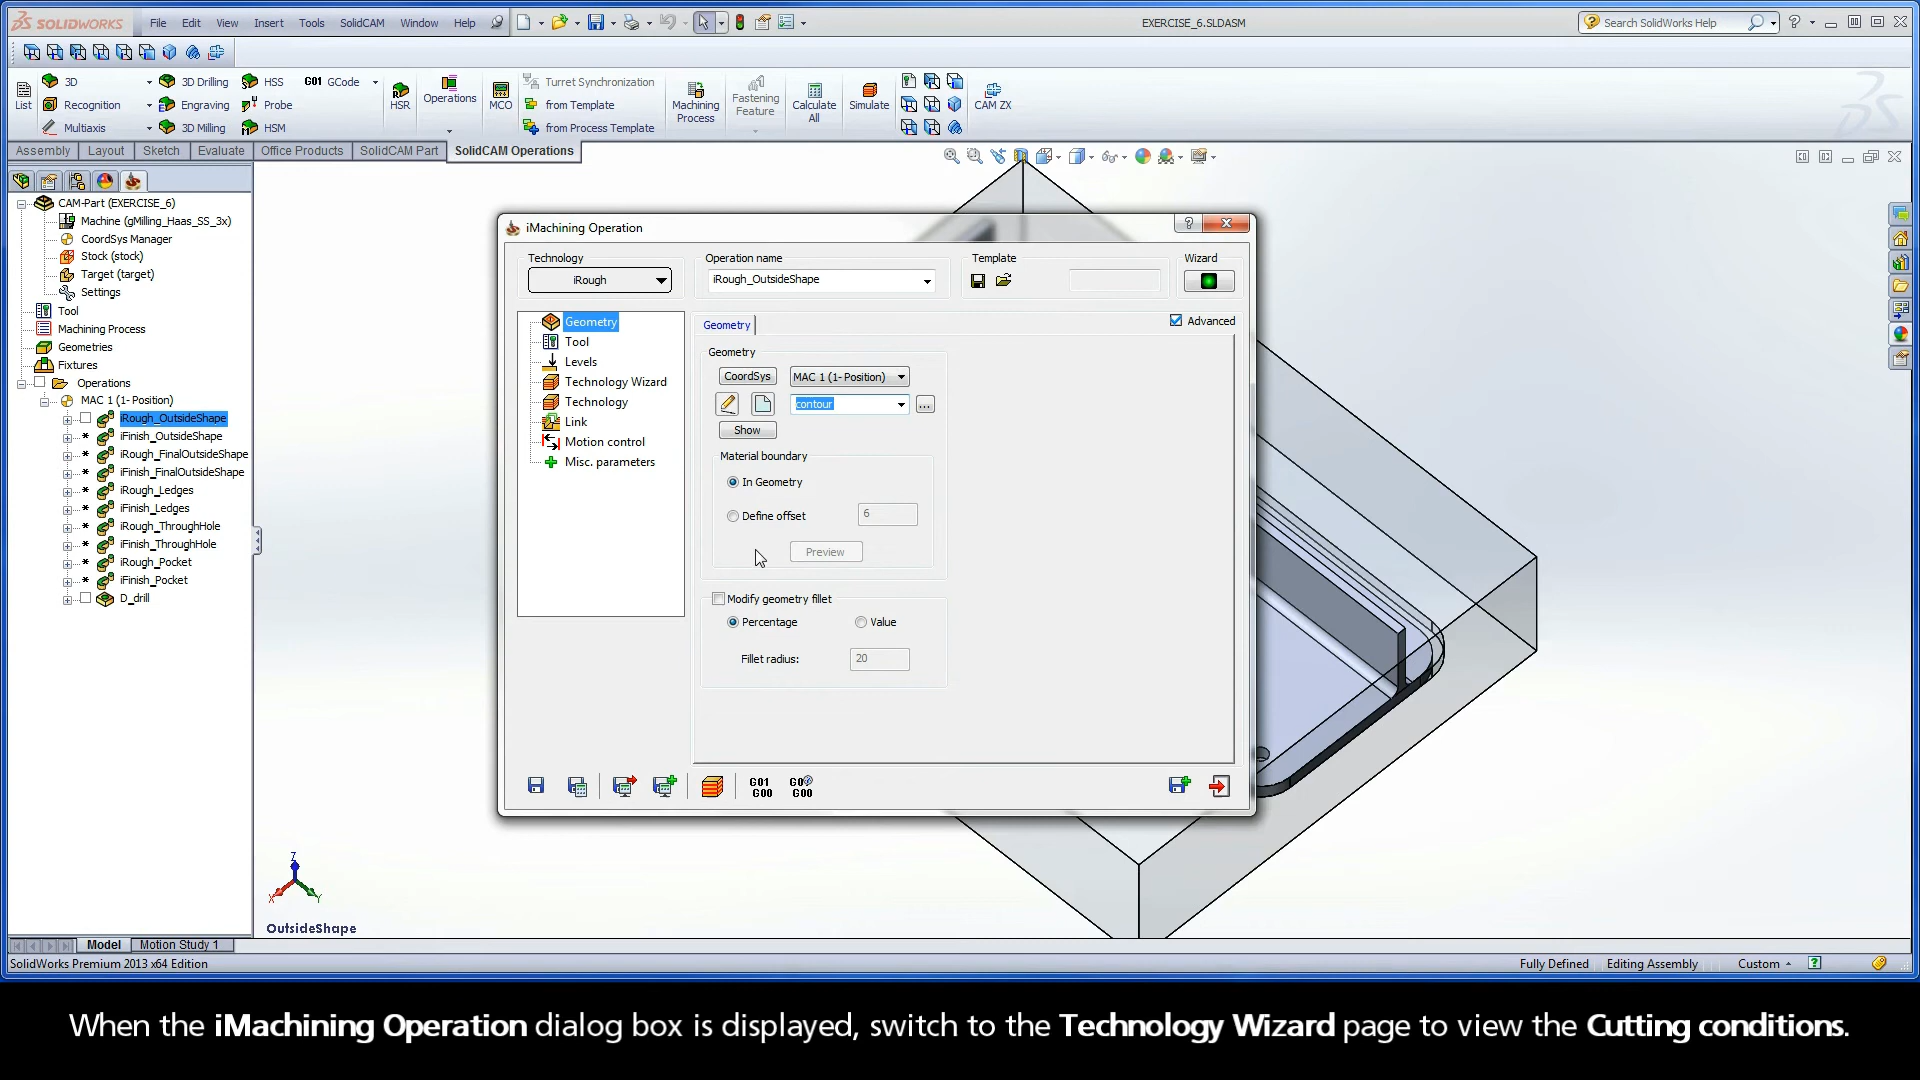 SOLIDWORKS File Edit View Insert Tools SolidCAM Window Help EXERCISE_6.SLDASM Search SolidWorks Help
3D 3D Drilling HSS G01 GCode Turret Synchronization
List Recognition Engraving Probe HSR Operations MCO from Template Machining Process Fastening Feature Calculate All Simulate CAM ZX
Multiaxis 3D Milling HSM from Process Template
Assembly Layout Sketch Evaluate Office Products SolidCAM Part SolidCAM Operations
CAM-Part (EXERCISE_6)
Machine (gMilling_Haas_SS_3x)
CoordSys Manager
Stock (stock)
Target (target)
Settings
Tool
Machining Process
Geometries
Fixtures
Operations
MAC 1 (1- Position)
iRough_OutsideShape
iFinish_OutsideShape
iRough_FinalOutsideShape
iFinish_FinalOutsideShape
iRough_Ledges
iFinish_Ledges
iRough_ThroughHole
iFinish_ThroughHole
iRough_Pocket
iFinish_Pocket
D_drill
iMachining Operation
Technology Operation name Template Wizard
iRough iRough_OutsideShape
Geometry
Tool
Levels
Technology Wizard
Technology
Link
Motion control
Misc. parameters
Geometry Advanced
Geometry
CoordSys MAC 1 (1- Position)
contour ...
Show
Material boundary
In Geometry
Define offset 6
Preview
Modify geometry fillet
Percentage Value
Fillet radius: 20
G01 G00
G00
Z
X Y
OutsideShape
Model Motion Study 1
SolidWorks Premium 2013 x64 Edition Fully Defined Editing Assembly Custom
When the iMachining Operation dialog box is displayed, switch to the Technology Wizard page to view the Cutting conditions.